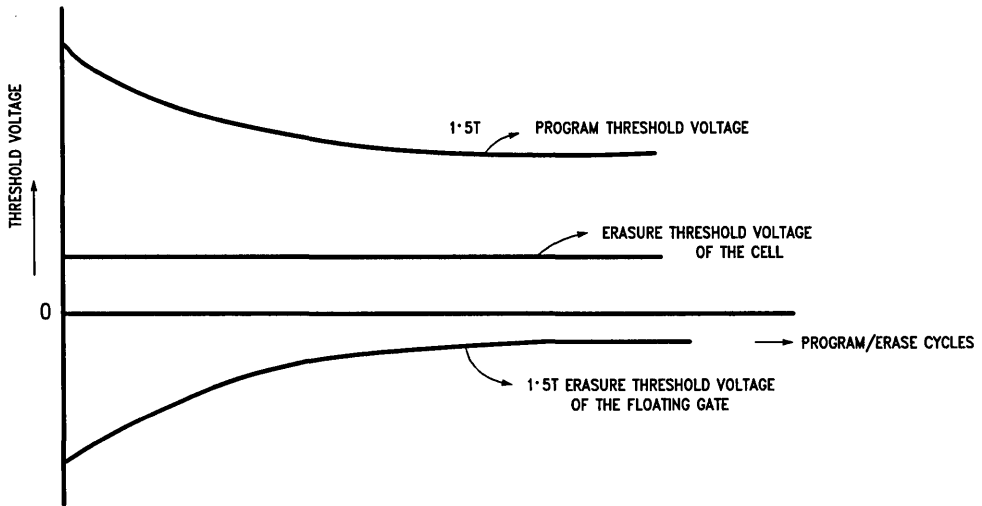 THRESHOLD VOLTAGE
1·5T
PROGRAM THRESHOLD VOLTAGE
ERASURE THRESHOLD VOLTAGE
OF THE CELL
0
PROGRAM/ERASE CYCLES
1·5T ERASURE THRESHOLD VOLTAGE
OF THE FLOATING GATE